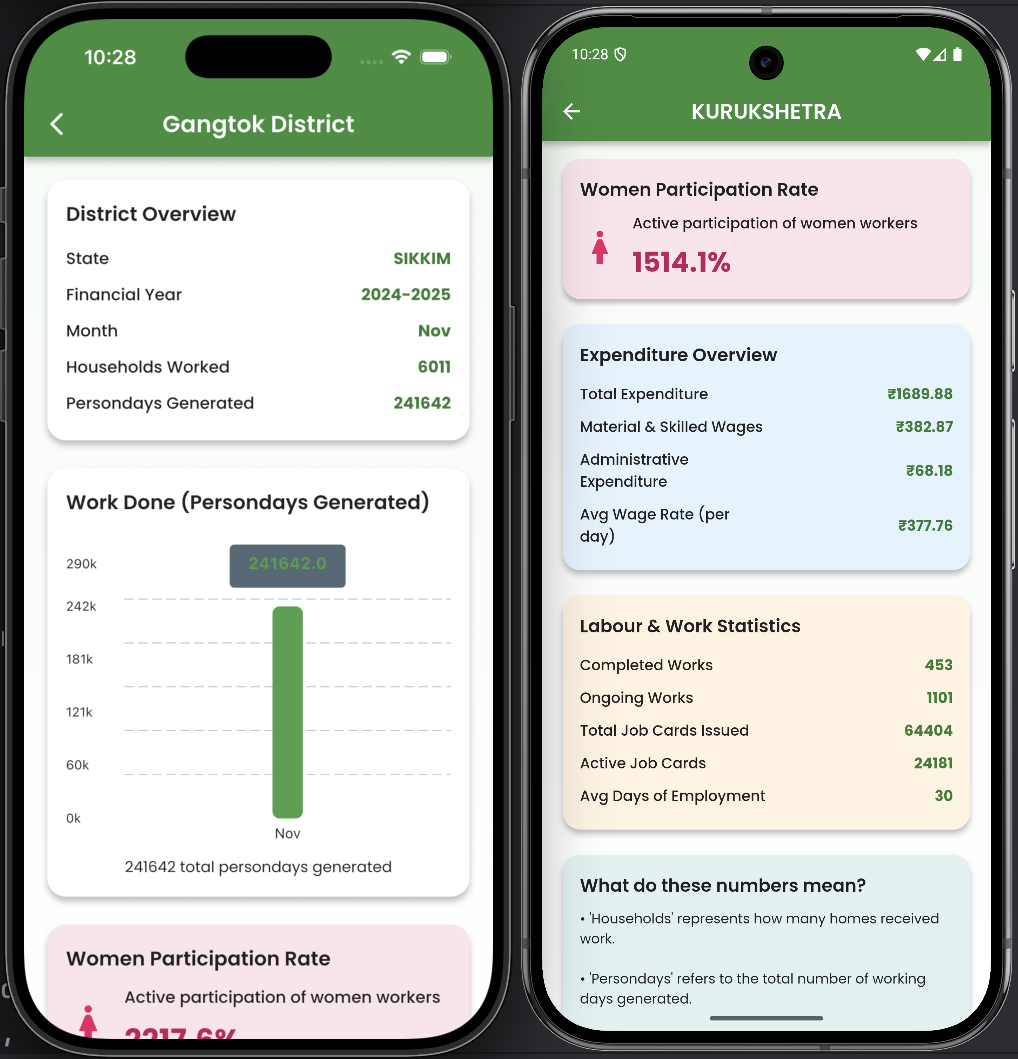 10:28
Gangtok District
District Overview
State SIKKIM
Financial Year 2024-2025
Month Nov
Households Worked 6011
Persondays Generated 241642
Work Done (Persondays Generated)
241642.0
290k
242k
181k
121k
60k
0k
Nov
241642 total persondays generated
Women Participation Rate
Active participation of women workers
2217.6%
10:28
KURUKSHETRA
Women Participation Rate
Active participation of women workers
1514.1%
Expenditure Overview
Total Expenditure ₹1689.88
Material & Skilled Wages ₹382.87
Administrative
Expenditure ₹68.18
Avg Wage Rate (per
day) ₹377.76
Labour & Work Statistics
Completed Works 453
Ongoing Works 1101
Total Job Cards Issued 64404
Active Job Cards 24181
Avg Days of Employment 30
What do these numbers mean?
• 'Households' represents how many homes received
work.
• 'Persondays' refers to the total number of working
days generated.